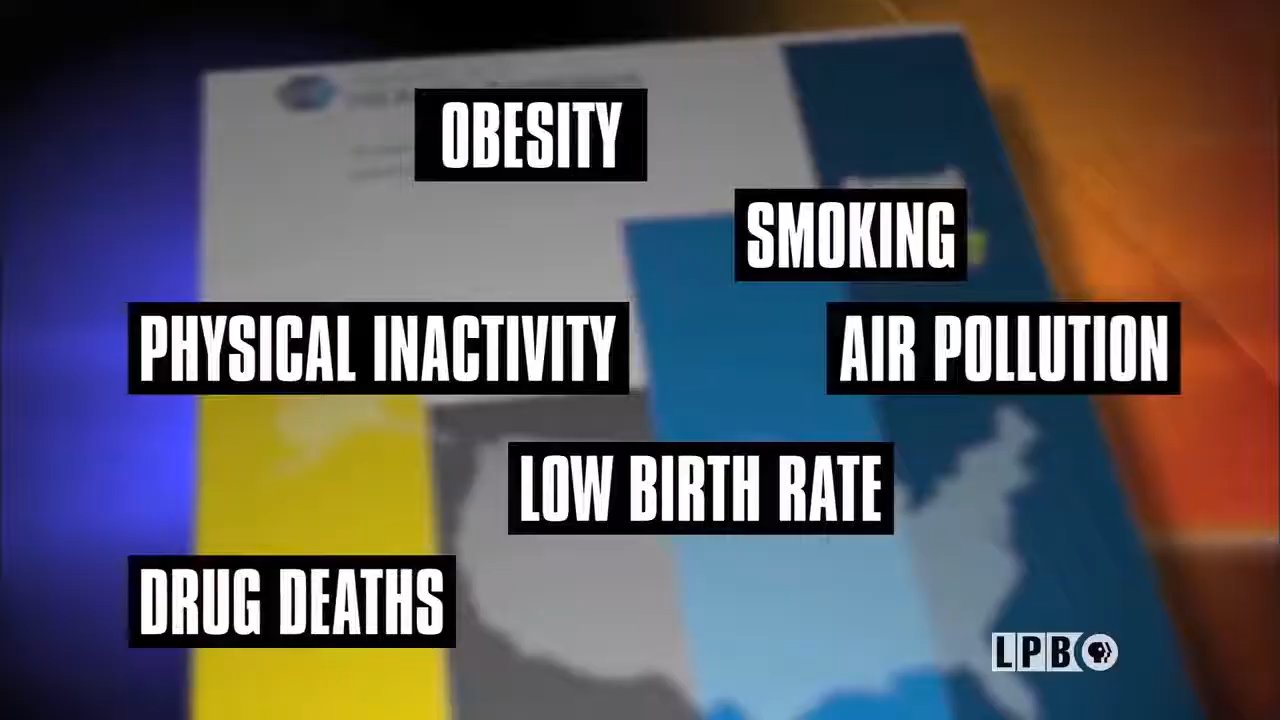 OBESITY
SMOKING
PHYSICAL INACTIVITY
AIR POLLUTION
LOW BIRTH RATE
DRUG DEATHS
LPB